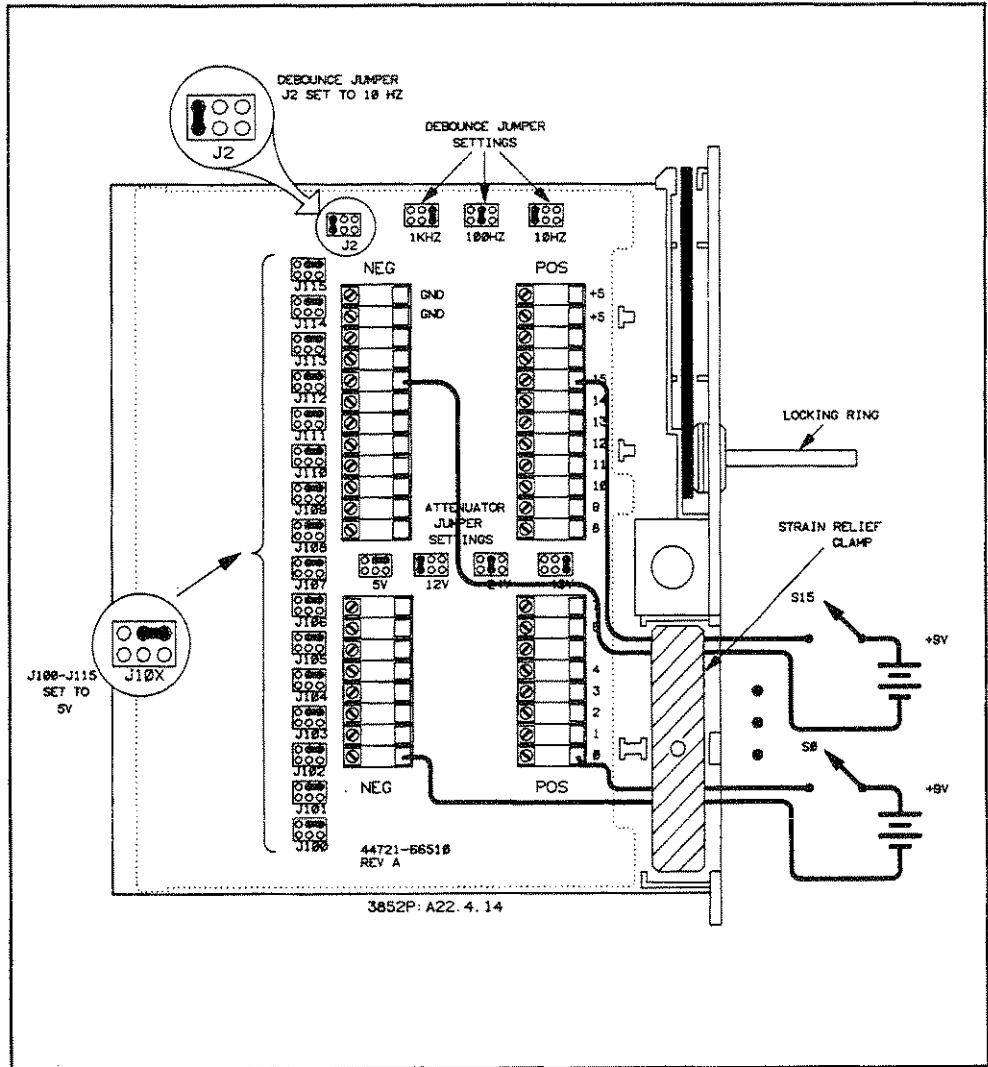 DEBOUNCE JUMPER
J2 SET TO 10 HZ
J2
DEBOUNCE JUMPER
SETTINGS
J2
1KHZ
100HZ
10HZ
NEG
POS
GND
GND
+5
+5
15
14
13
12
11
10
9
8
J115
J114
J113
J112
J111
J110
J109
J108
J107
J106
J105
J104
J103
J102
J101
J100
LOCKING RING
ATTENUATOR
JUMPER
SETTINGS
5V
12V
STRAIN RELIEF
CLAMP
J10X
J100-J115
SET TO
5V
4
3
2
1
0
S15
+9V
S0
+9V
NEG
POS
44721-66510
REV A
3852P:A22.4.14